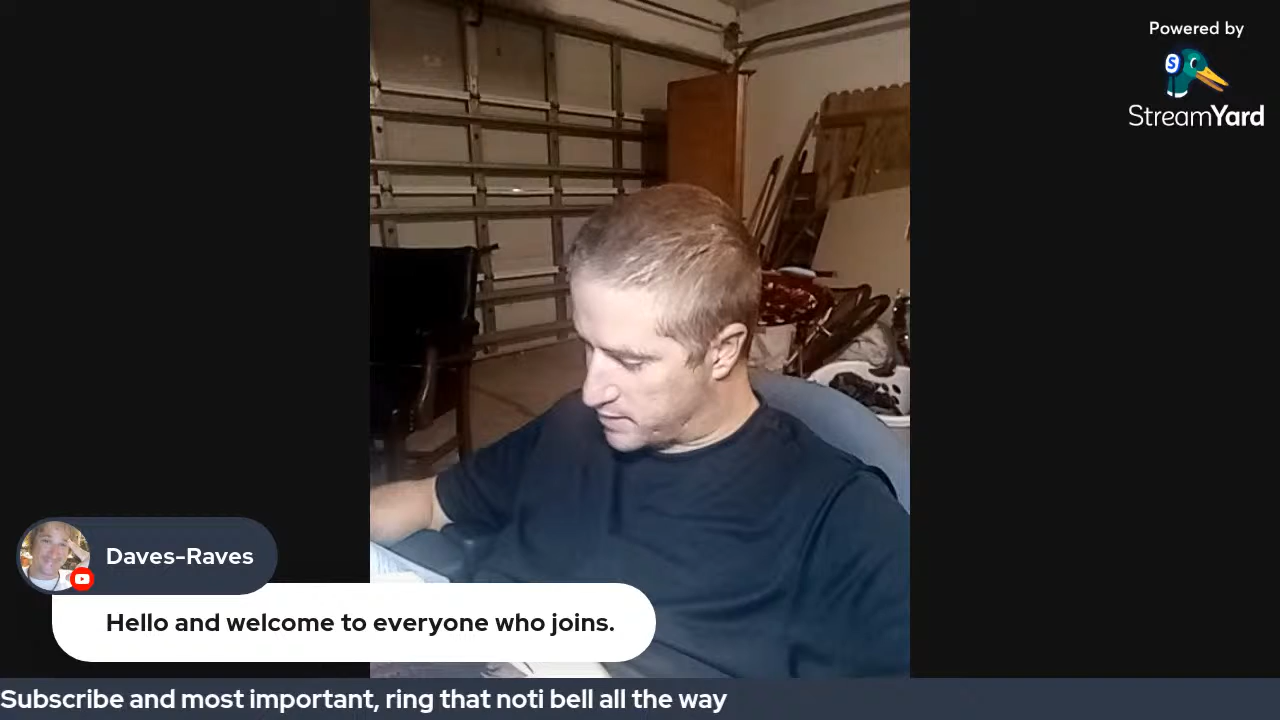 Powered by
StreamYard
Daves-Raves
Hello and welcome to everyone who joins.
Subscribe and most important, ring that noti bell all the way